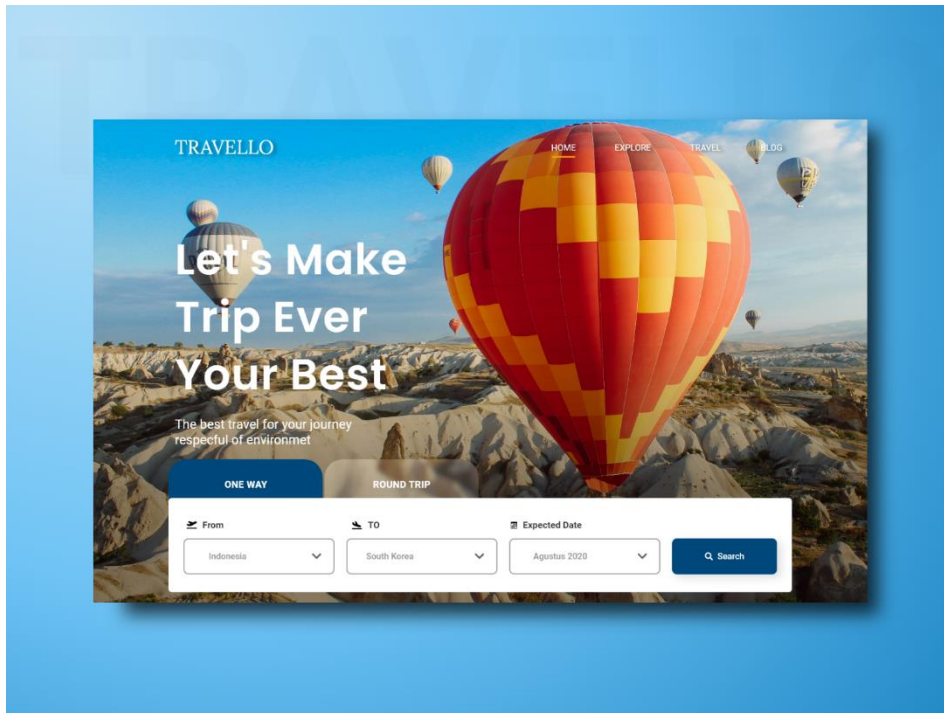 TRAVELLO
TRAVELLO
HOME EXPLORE TRAVEL BLOG
Let's Make
Trip Ever
Your Best
The best travel for your journey
respecful of environmet
ONE WAY ROUND TRIP
From TO Expected Date
Indonesia South Korea Agustus 2020 Search